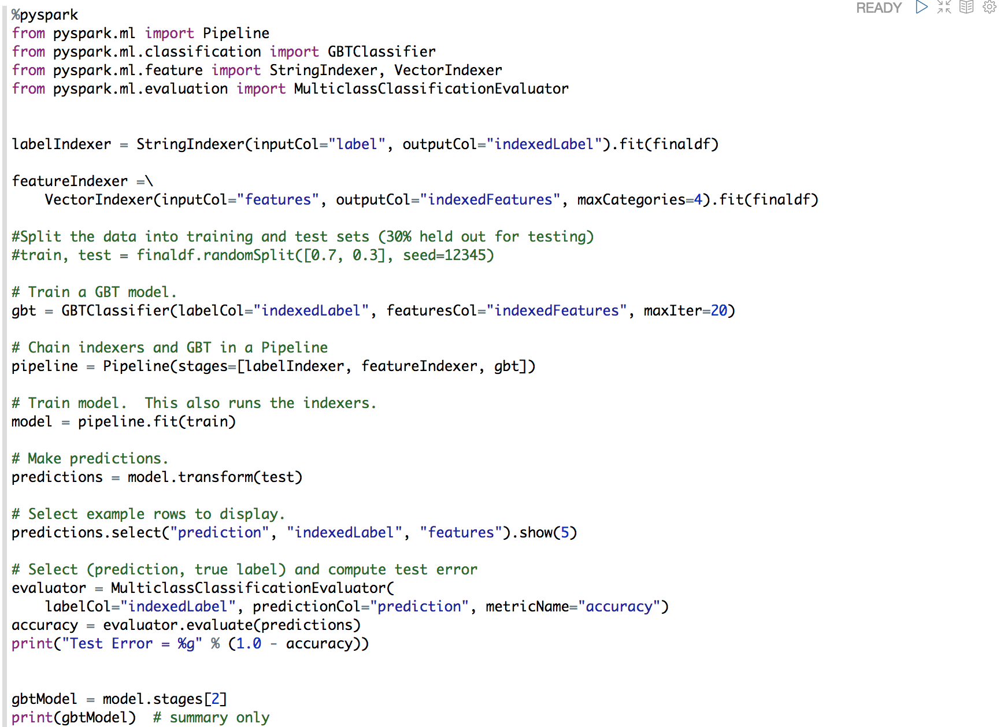 %pyspark
READY
from pyspark.ml import Pipeline
from pyspark.ml.classification import GBTClassifier
from pyspark.ml.feature import StringIndexer, VectorIndexer
from pyspark.ml.evaluation import MulticlassClassificationEvaluator
labelIndexer = StringIndexer(inputCol="label", outputCol="indexedLabel").fit(finaldf)
featureIndexer =\
    VectorIndexer(inputCol="features", outputCol="indexedFeatures", maxCategories=4).fit(finaldf)
#Split the data into training and test sets (30% held out for testing)
#train, test = finaldf.randomSplit([0.7, 0.3], seed=12345)
# Train a GBT model.
gbt = GBTClassifier(labelCol="indexedLabel", featuresCol="indexedFeatures", maxIter=20)
# Chain indexers and GBT in a Pipeline
pipeline = Pipeline(stages=[labelIndexer, featureIndexer, gbt])
# Train model.  This also runs the indexers.
model = pipeline.fit(train)
# Make predictions.
predictions = model.transform(test)
# Select example rows to display.
predictions.select("prediction", "indexedLabel", "features").show(5)
# Select (prediction, true label) and compute test error
evaluator = MulticlassClassificationEvaluator(
    labelCol="indexedLabel", predictionCol="prediction", metricName="accuracy")
accuracy = evaluator.evaluate(predictions)
print("Test Error = %g" % (1.0 - accuracy))
gbtModel = model.stages[2]
print(gbtModel)  # summary only